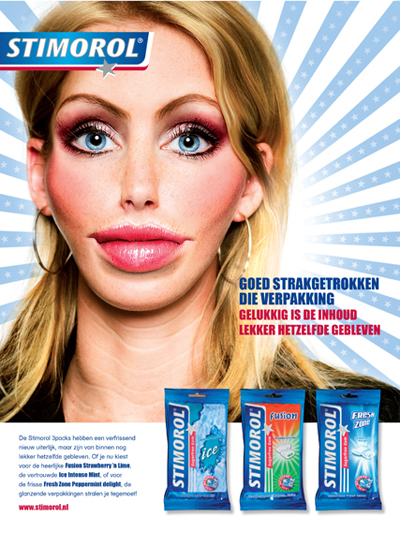 STIMOROL®
GOED STRAKGETROKKEN
DIE VERPAKKING
GELUKKIG IS DE INHOUD
LEKKER HETZELFDE GEBLEVEN
De Stimorol 3packs hebben een verfrissend
nieuw uiterlijk, maar zijn van binnen nog
lekker hetzelfde gebleven. Of je nu kiest
voor de heerlijke Fusion Strawberry 'n Lime,
de vertrouwde Ice Intense Mint, of voor
de frisse Fresh Zone Peppermint delight, de
glanzende verpakkingen stralen je tegemoet!
www.stimorol.nl
STIMOROL
ice
STIMOROL
Fusion
STIMOROL
FRESH
ZONE